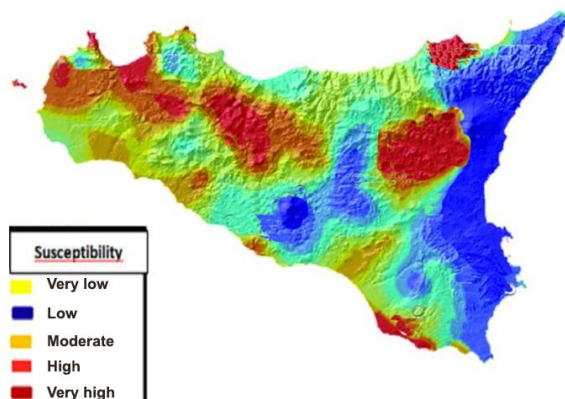 Susceptibility
Very low
Low
Moderate
High
Very high